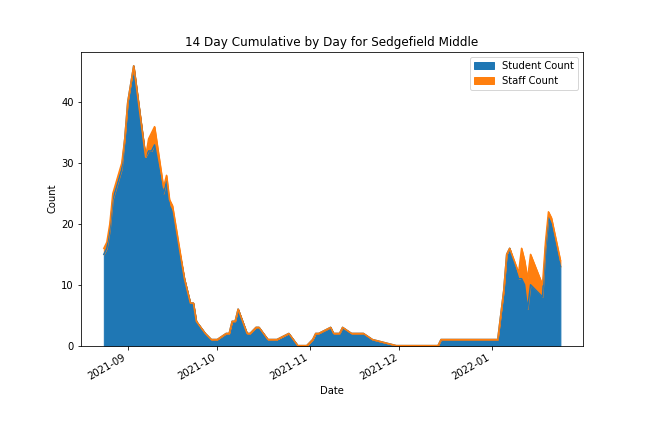 14 Day Cumulative by Day for Sedgefield Middle
Student Count
Staff Count
Count
40
30
20
10
0
2021-09
2021-10
2021-11
2021-12
2022-01
Date